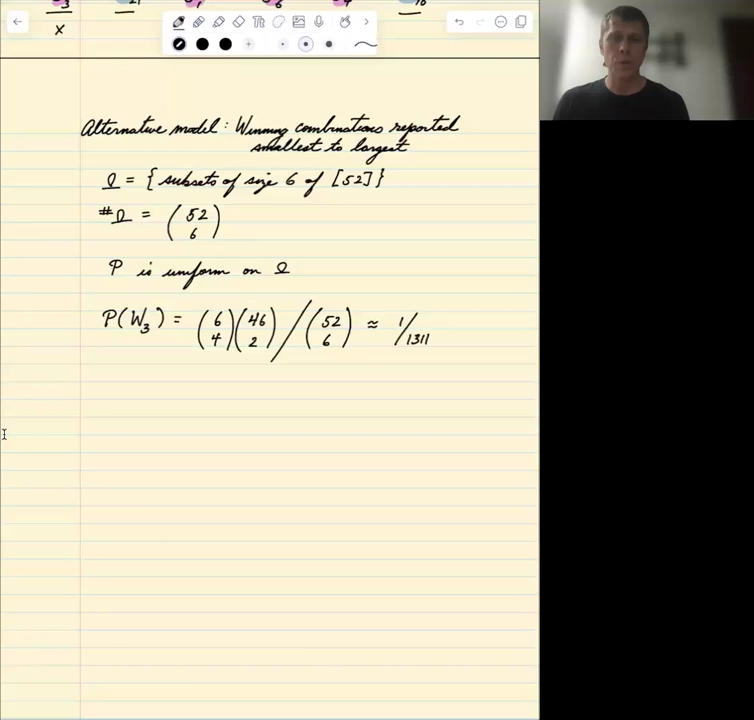 x
Alternative model: Winning combinations reported
smallest to largest
Ω = { subsets of size 6 of [52] }
#Ω = (52 6)
P is uniform on Ω
P(W₃) = (6 4)(46 2) / (52 6) ≈ 1/1311